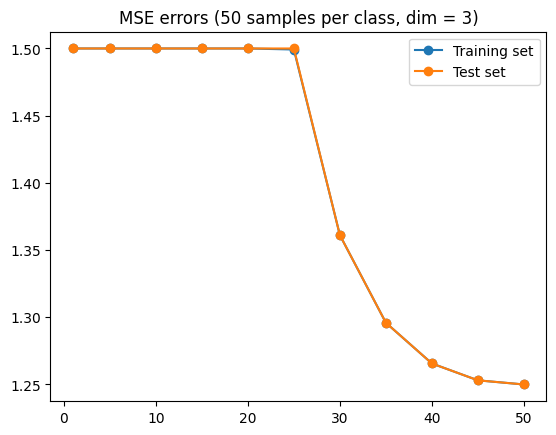 MSE errors (50 samples per class, dim = 3)
Training set
Test set
1.50
1.45
1.40
1.35
1.30
1.25
0 10 20 30 40 50